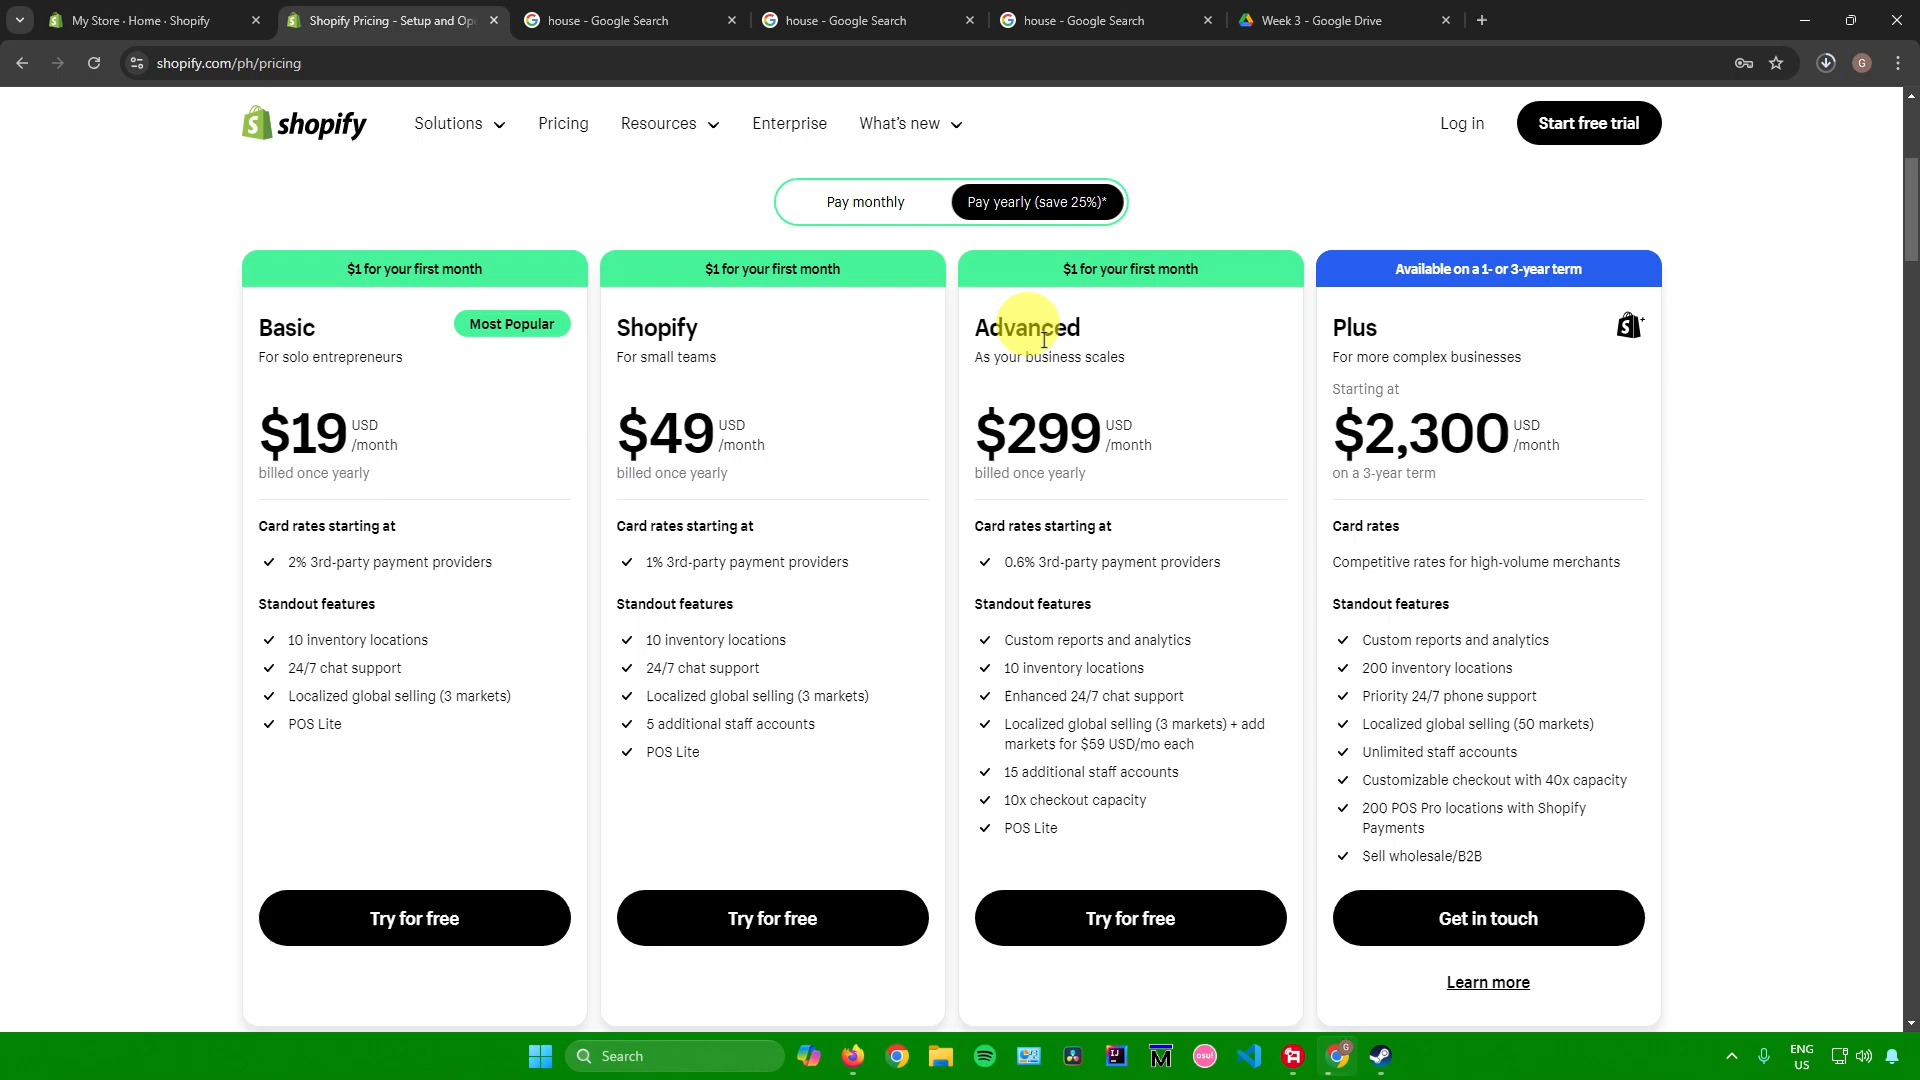 My Store · Home · Shopify
Shopify Pricing - Setup and Op
house - Google Search
house - Google Search
house - Google Search
Week 3 - Google Drive
shopify.com/ph/pricing
G
shopify
Solutions
Pricing
Resources
Enterprise
What's new
Log in
Start free trial
Pay monthly
Pay yearly (save 25%)*
$1 for your first month
Basic
Most Popular
For solo entrepreneurs
$19 USD
/month
billed once yearly
Card rates starting at
2% 3rd-party payment providers
Standout features
10 inventory locations
24/7 chat support
Localized global selling (3 markets)
POS Lite
Try for free
$1 for your first month
Shopify
For small teams
$49 USD
/month
billed once yearly
Card rates starting at
1% 3rd-party payment providers
Standout features
10 inventory locations
24/7 chat support
Localized global selling (3 markets)
5 additional staff accounts
POS Lite
Try for free
$1 for your first month
Advanced
As your business scales
$299 USD
/month
billed once yearly
Card rates starting at
0.6% 3rd-party payment providers
Standout features
Custom reports and analytics
10 inventory locations
Enhanced 24/7 chat support
Localized global selling (3 markets) + add
markets for $59 USD/mo each
15 additional staff accounts
10x checkout capacity
POS Lite
Try for free
Available on a 1- or 3-year term
Plus
For more complex businesses
Starting at
$2,300 USD
/month
on a 3-year term
Card rates
Competitive rates for high-volume merchants
Standout features
Custom reports and analytics
200 inventory locations
Priority 24/7 phone support
Localized global selling (50 markets)
Unlimited staff accounts
Customizable checkout with 40x capacity
200 POS Pro locations with Shopify
Payments
Sell wholesale/B2B
Get in touch
Learn more
Search
osu!
ENG
US